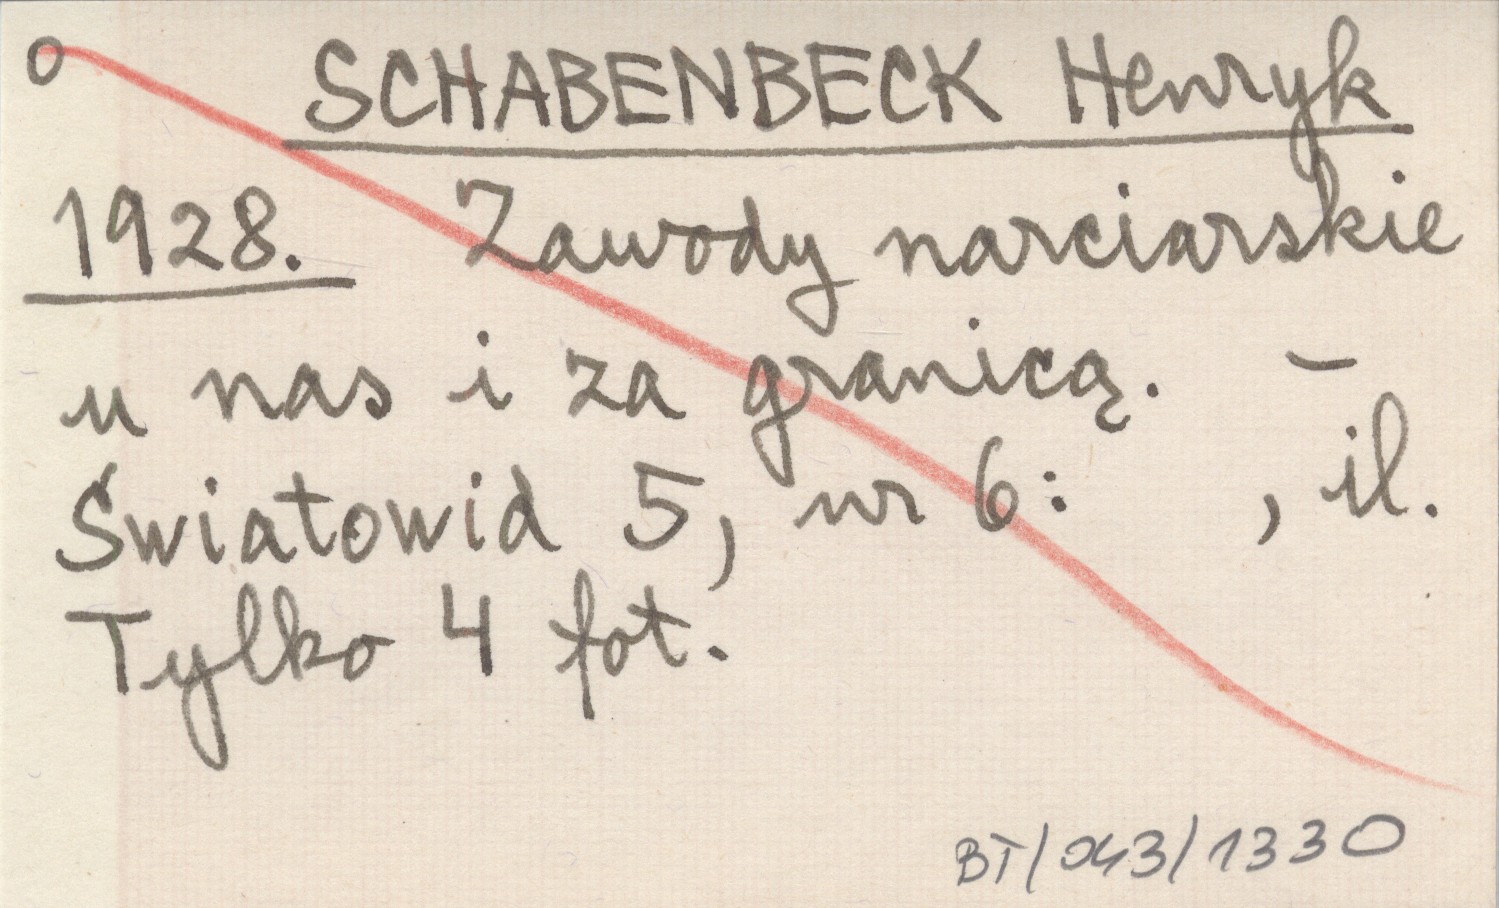 o SCHABENBECK Henryk
1928. Zawody narciarskie
u nas i za granicą. –
Światowid 5, nr 6: , il.
Tylko 4 fot.
BT/043/1330